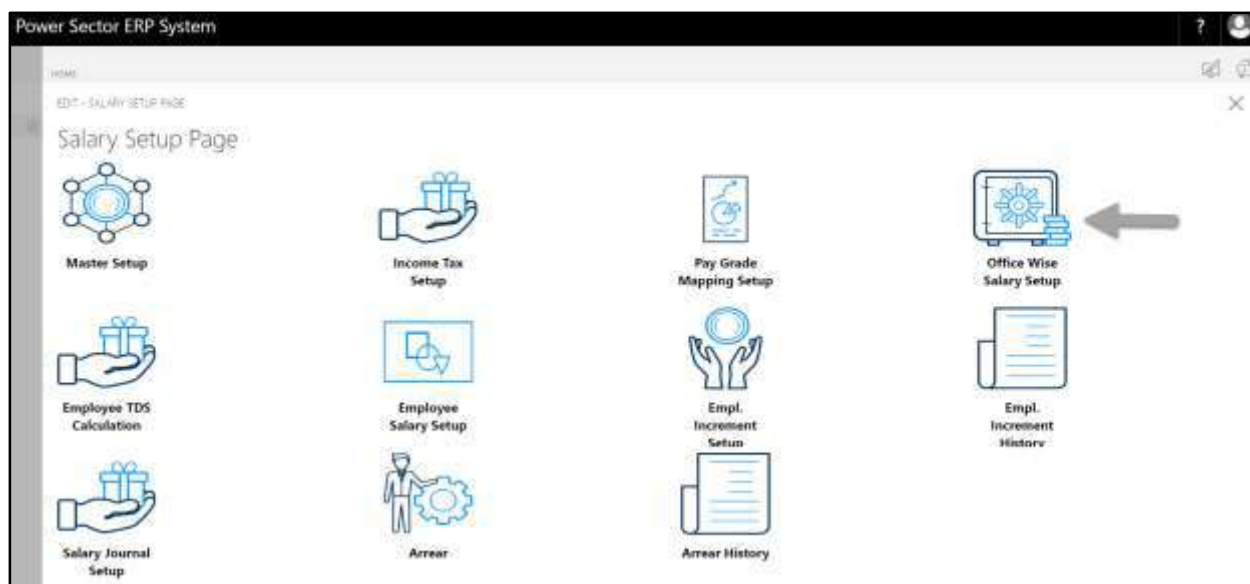 Power Sector ERP System
?
HOME
EDIT - SALARY SETUP PAGE
Salary Setup Page
Master Setup
Income Tax
Setup
Pay Grade
Mapping Setup
Office Wise
Salary Setup
Employee TDS
Calculation
Employee
Salary Setup
Empl.
Increment
Setup
Empl.
Increment
History
Salary Journal
Setup
Arrear
Arrear History